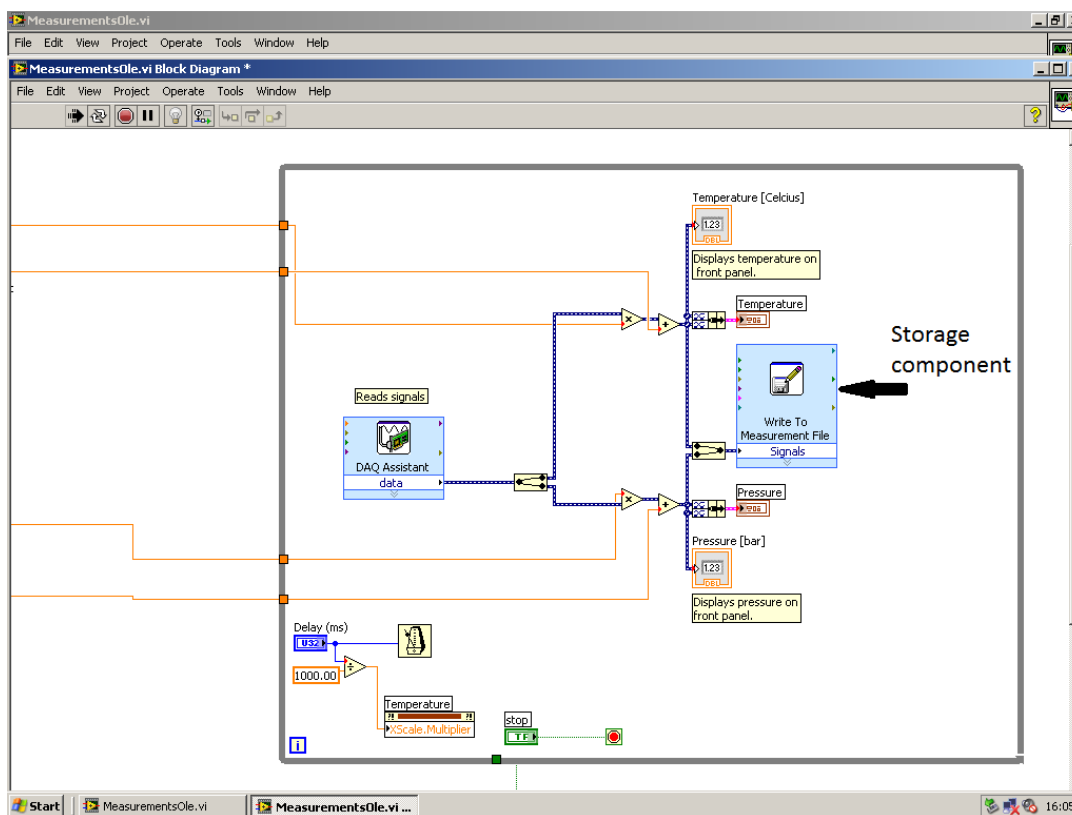 MeasurementsOle.vi
File Edit View Project Operate Tools Window Help
MeasurementsOle.vi Block Diagram *
File Edit View Project Operate Tools Window Help
?
Temperature [Celcius]
1.23
DBL
Displays temperature on
front panel.
Temperature
Storage
component
Reads signals
DAQ Assistant
data
Write To
Measurement File
Signals
Pressure
Pressure [bar]
1.23
DBL
Displays pressure on
front panel.
Delay (ms)
U32
1000.00
Temperature
XScale.Multiplier
stop
TF
i
Start
MeasurementsOle.vi
MeasurementsOle.vi ...
16:05